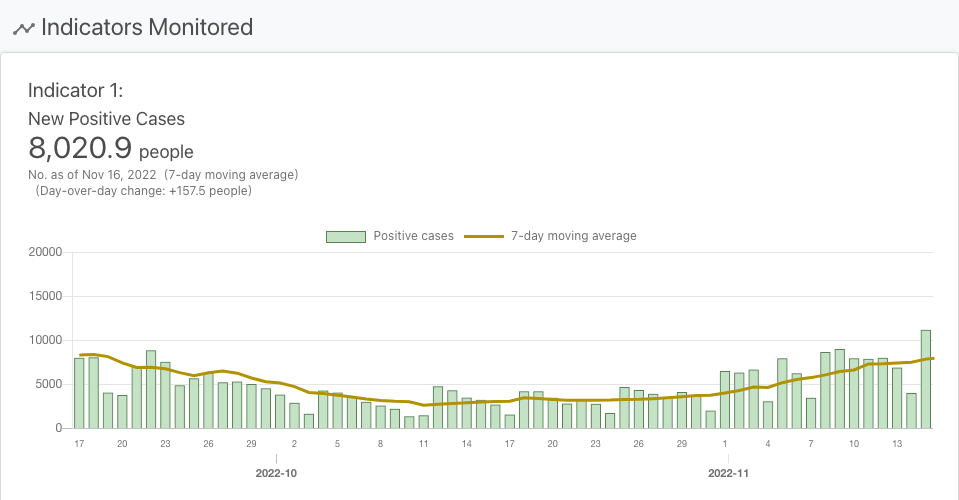 Indicators Monitored
Indicator 1:
New Positive Cases
8,020.9 people
No. as of Nov 16, 2022 (7-day moving average)
(Day-over-day change: +157.5 people)
Positive cases 7-day moving average
20000
15000
10000
5000
0
17 20 23 26 29 2 5 8 11 14 17 20 23 26 29 1 4 7 10 13
2022-10 2022-11